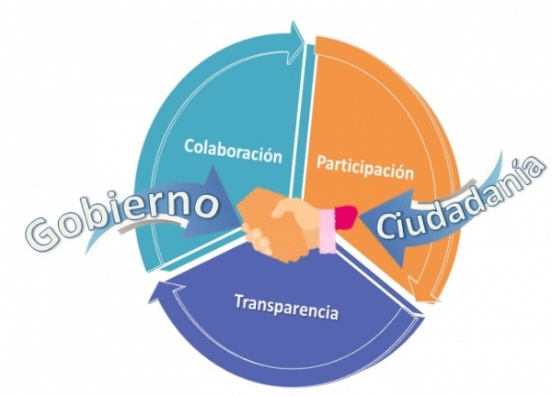 Colaboración
Participación
Gobierno
Ciudadanía
Transparencia